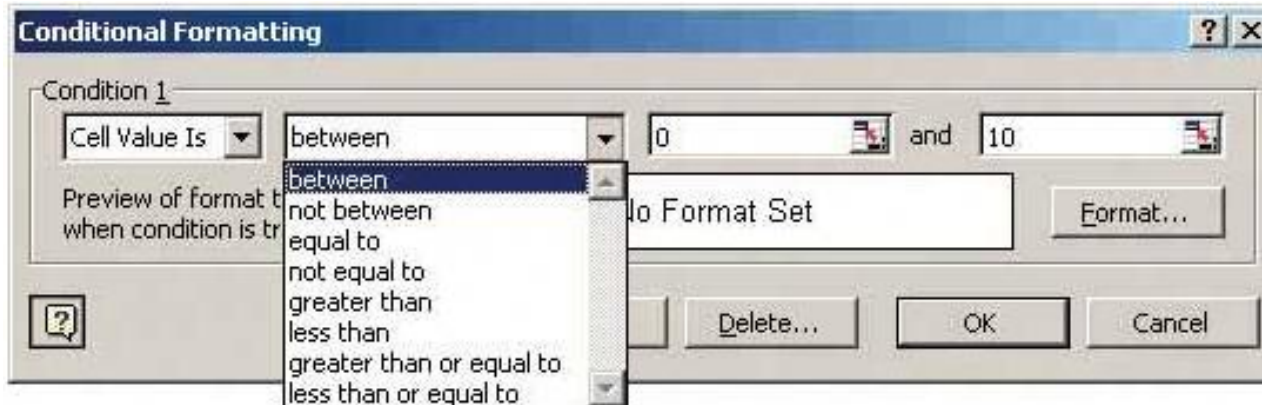 Conditional Formatting
Condition 1
Cell Value Is between 0 and 10
between
not between
equal to
not equal to
greater than
less than
greater than or equal to
less than or equal to
Preview of format
when condition is
No Format Set
Format...
Delete... OK Cancel